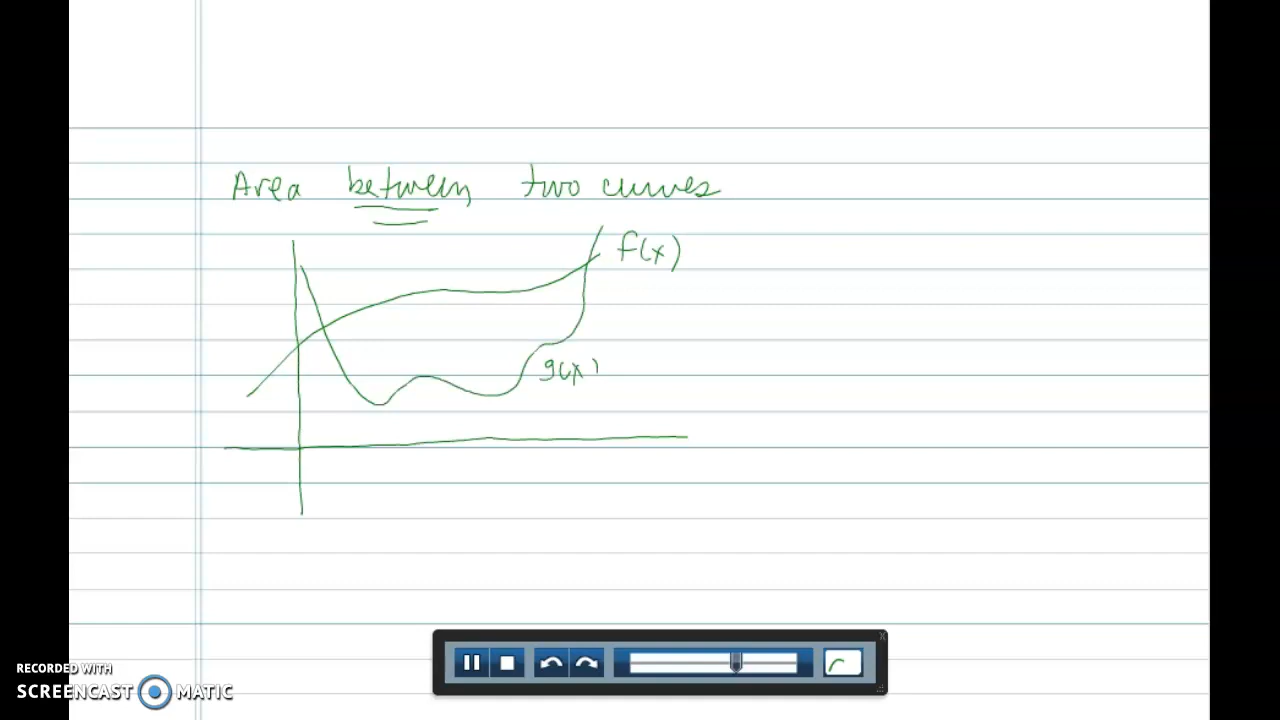 Area between two curves
f(x)
g(x)
RECORDED WITH
SCREENCAST MATIC
x